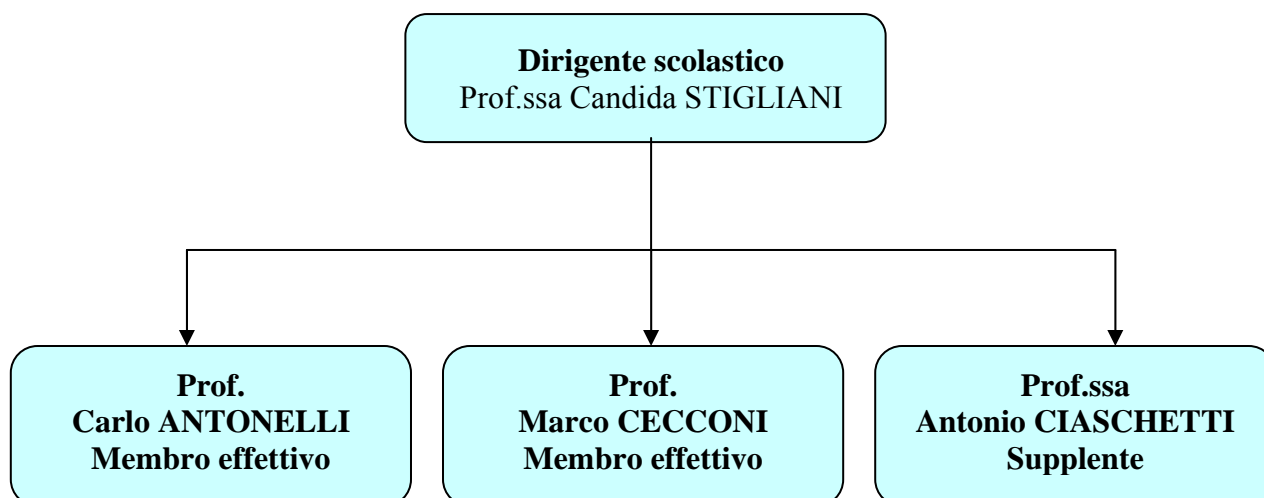 Dirigente scolastico
Prof.ssa Candida STIGLIANI
Prof.
Carlo ANTONELLI
Membro effettivo
Prof.
Marco CECCONI
Membro effettivo
Prof.ssa
Antonio CIASCHETTI
Supplente